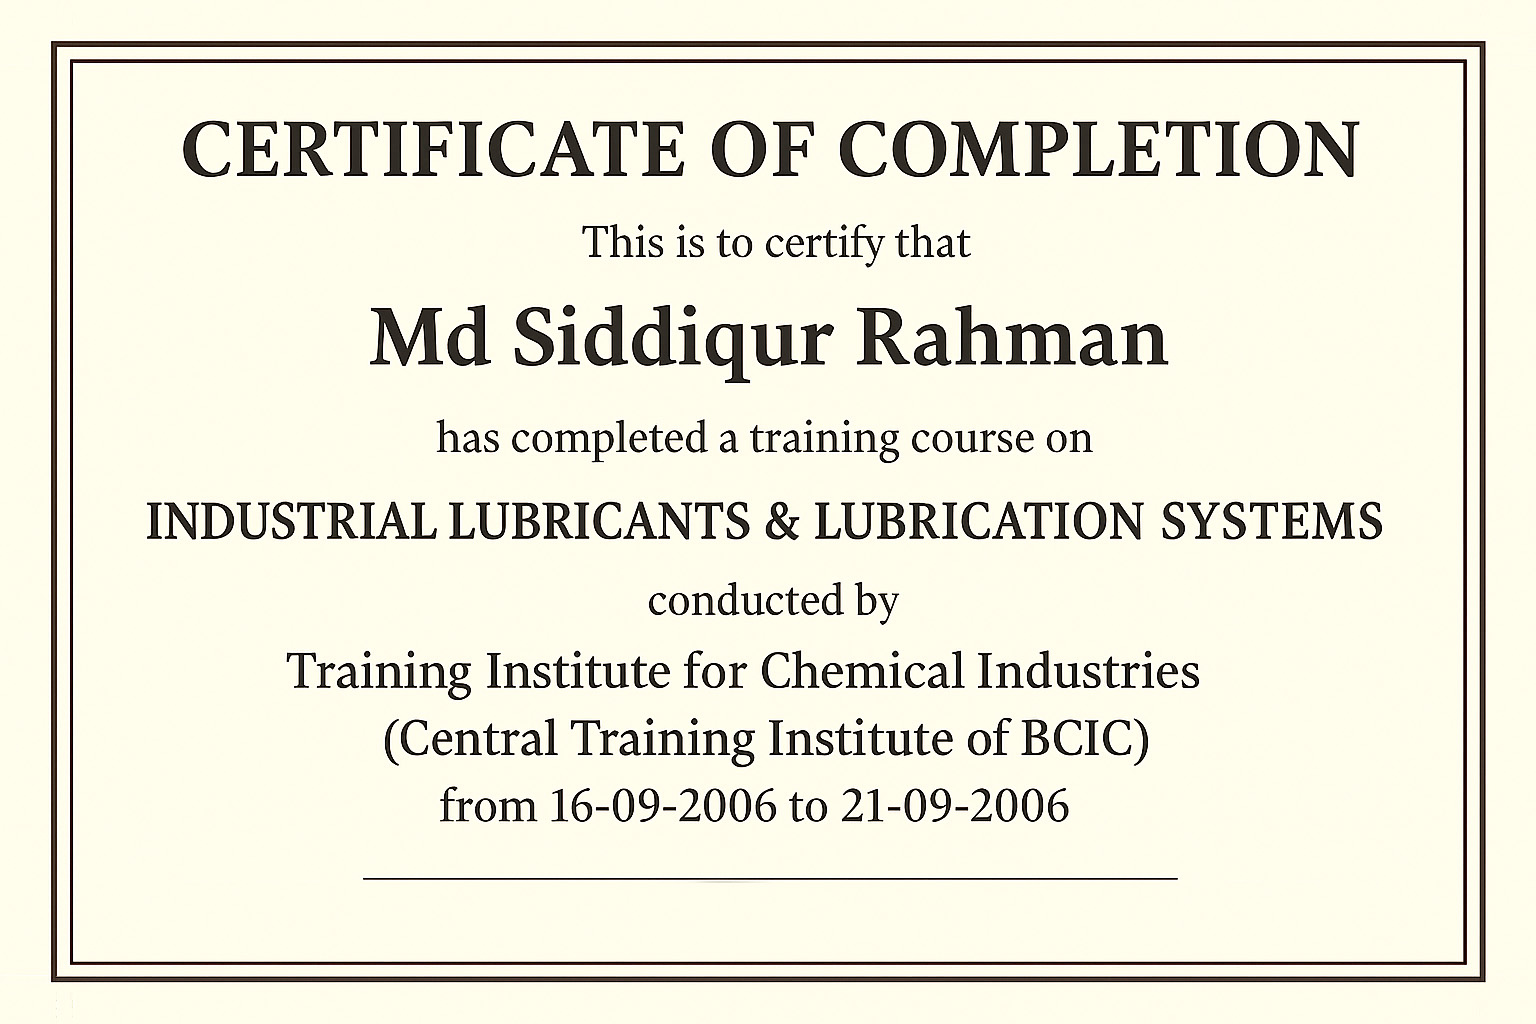 CERTIFICATE OF COMPLETION
This is to certify that
Md Siddiqur Rahman
has completed a training course on
INDUSTRIAL LUBRICANTS & LUBRICATION SYSTEMS
conducted by
Training Institute for Chemical Industries
(Central Training Institute of BCIC)
from 16-09-2006 to 21-09-2006